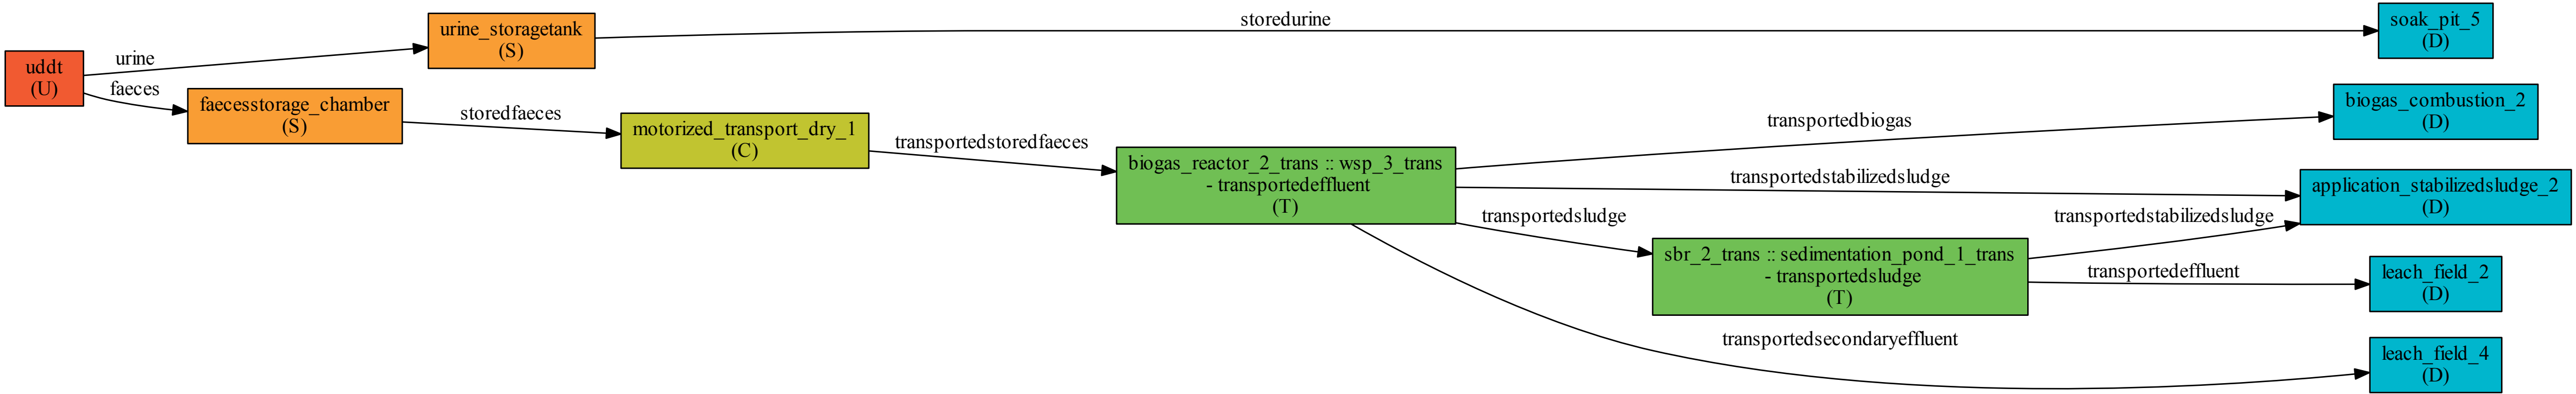 uddt
(U)
urine
faeces
urine_storagetank
(S)
faecesstorage_chamber
(S)
storedurine
storedfaeces
motorized_transport_dry_1
(C)
transportedstoredfaeces
biogas_reactor_2_trans :: wsp_3_trans
- transportedeffluent
(T)
transportedbiogas
transportedstabilizedsludge
transportedsludge
transportedsecondaryeffluent
sbr_2_trans :: sedimentation_pond_1_trans
- transportedsludge
(T)
transportedstabilizedsludge
transportedeffluent
soak_pit_5
(D)
biogas_combustion_2
(D)
application_stabilizedsludge_2
(D)
leach_field_2
(D)
leach_field_4
(D)